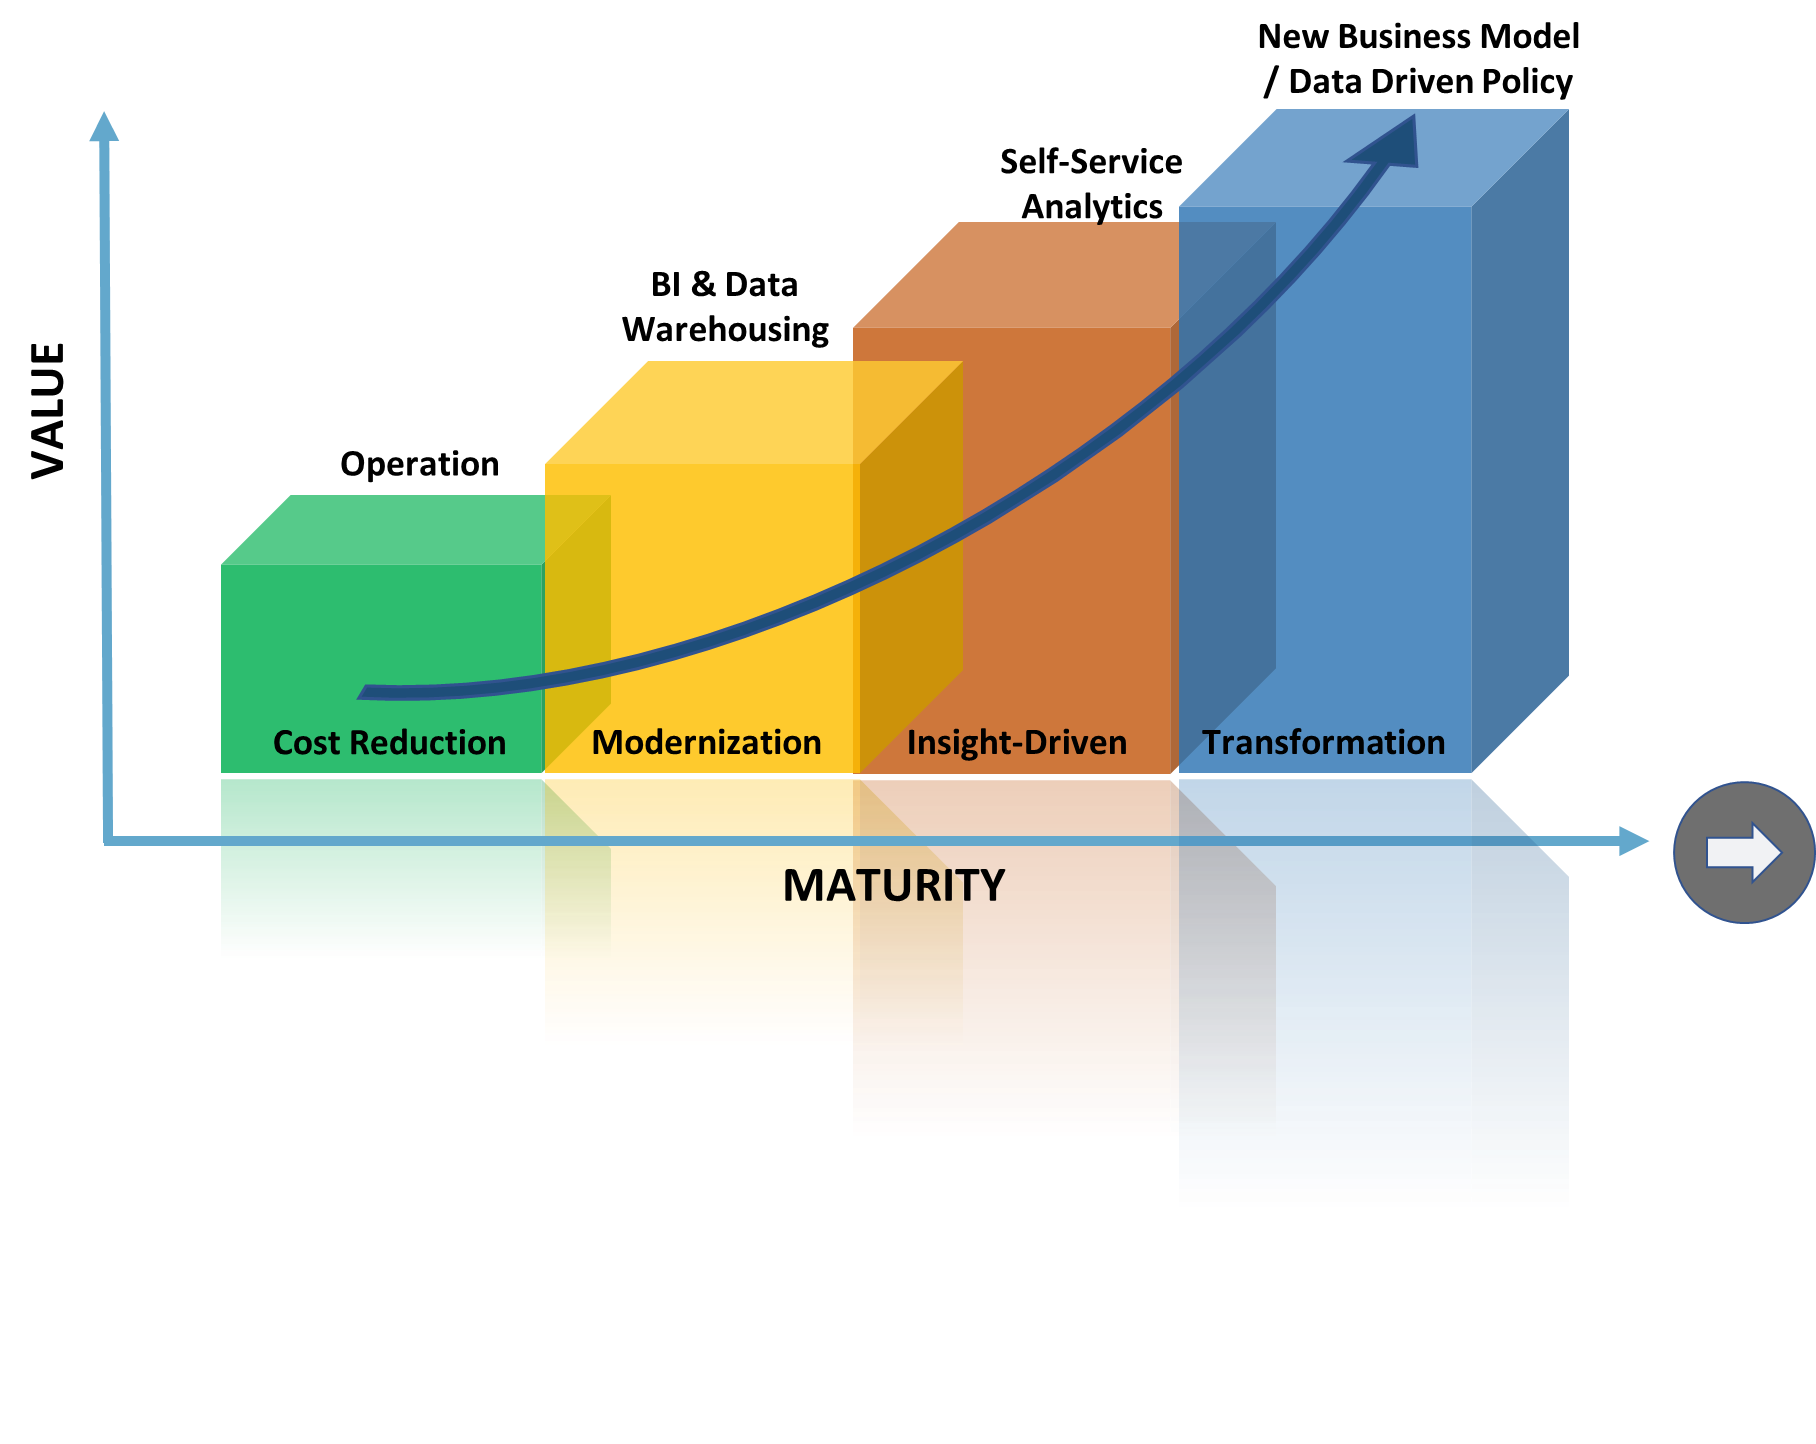 New Business Model
/ Data Driven Policy
Self-Service
Analytics
BI & Data
Warehousing
Operation
VALUE
Cost Reduction
Modernization
Insight-Driven
Transformation
MATURITY